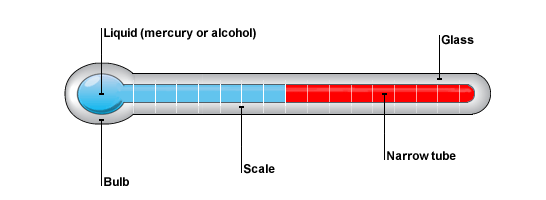 Liquid (mercury or alcohol)
Glass
Narrow tube
Scale
Bulb